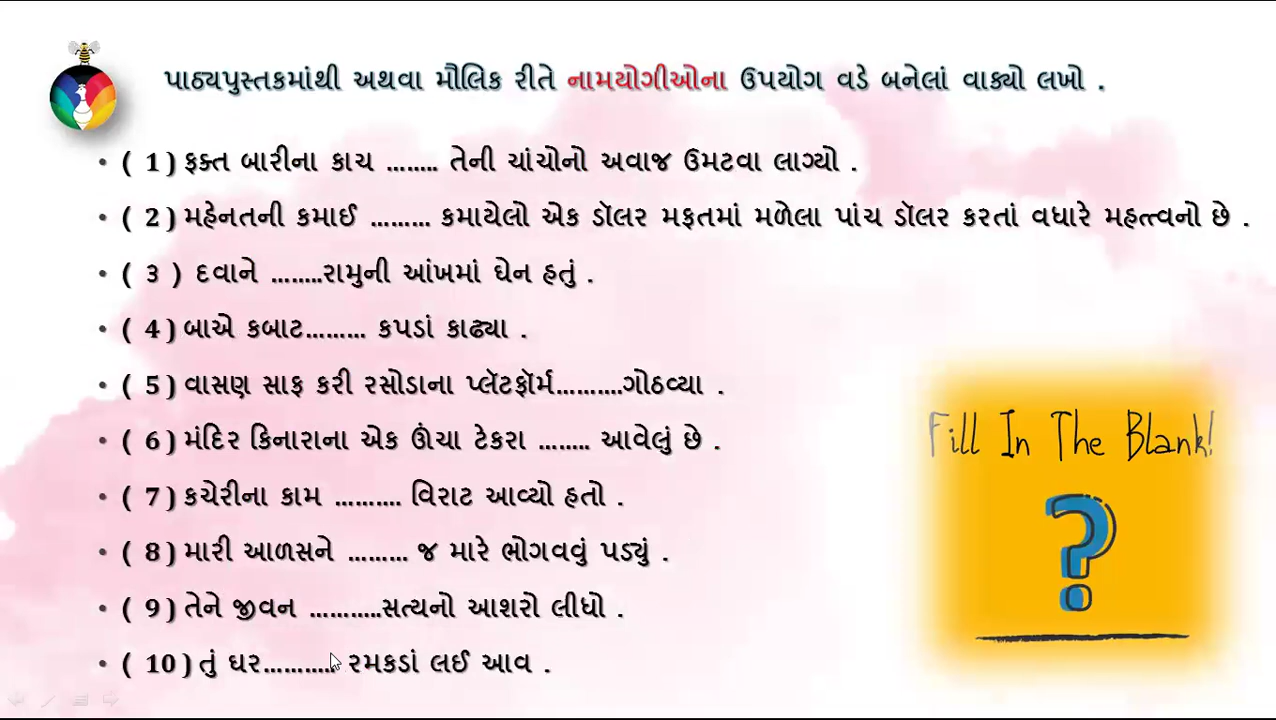 પાઠ્યપુસ્તકમાંથી અથવા મૌલિક રીતે નામયોગીઓના ઉપયોગ વડે બનેલાં વાક્યો લખો .
• ( 1 ) ફક્ત બારીના કાચ ........ તેની ચાંચોનો અવાજ ઉમટવા લાગ્યો .
• ( 2 ) મહેનતની કમાઈ ......... કમાયેલો એક ડૉલર મફતમાં મળેલા પાંચ ડૉલર કરતાં વધારે મહત્ત્વનો છે .
• ( ૩ ) દવાને ........રામુની આંખમાં ઘેન હતું .
• ( 4 ) બાએ કબાટ......... કપડાં કાઢ્યા .
• ( 5 ) વાસણ સાફ કરી રસોડાના પ્લૅટફૉર્મ..........ગોઠવ્યા .
• ( 6 ) મંદિર કિનારાના એક ઊંચા ટેકરા ........ આવેલું છે .
• ( 7 ) કચેરીના કામ .......... વિરાટ આવ્યો હતો .
• ( 8 ) મારી આળસને ......... જ મારે ભોગવવું પડ્યું .
• ( 9 ) તેને જીવન ...........સત્યનો આશરો લીધો .
• ( 10 ) તું ઘર........... રમકડાં લઈ આવ .
Fill In The Blank!
?